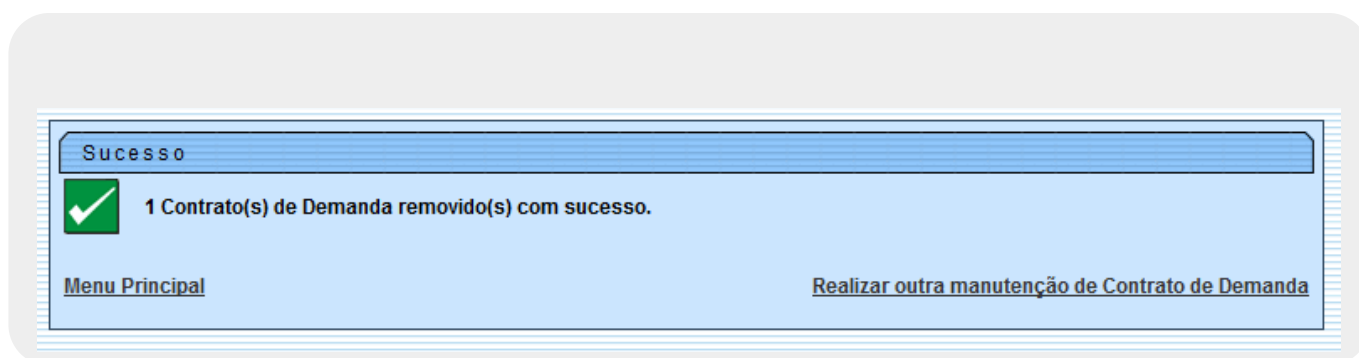 Sucesso
1 Contrato(s) de Demanda removido(s) com sucesso.
Menu Principal
Realizar outra manutenção de Contrato de Demanda